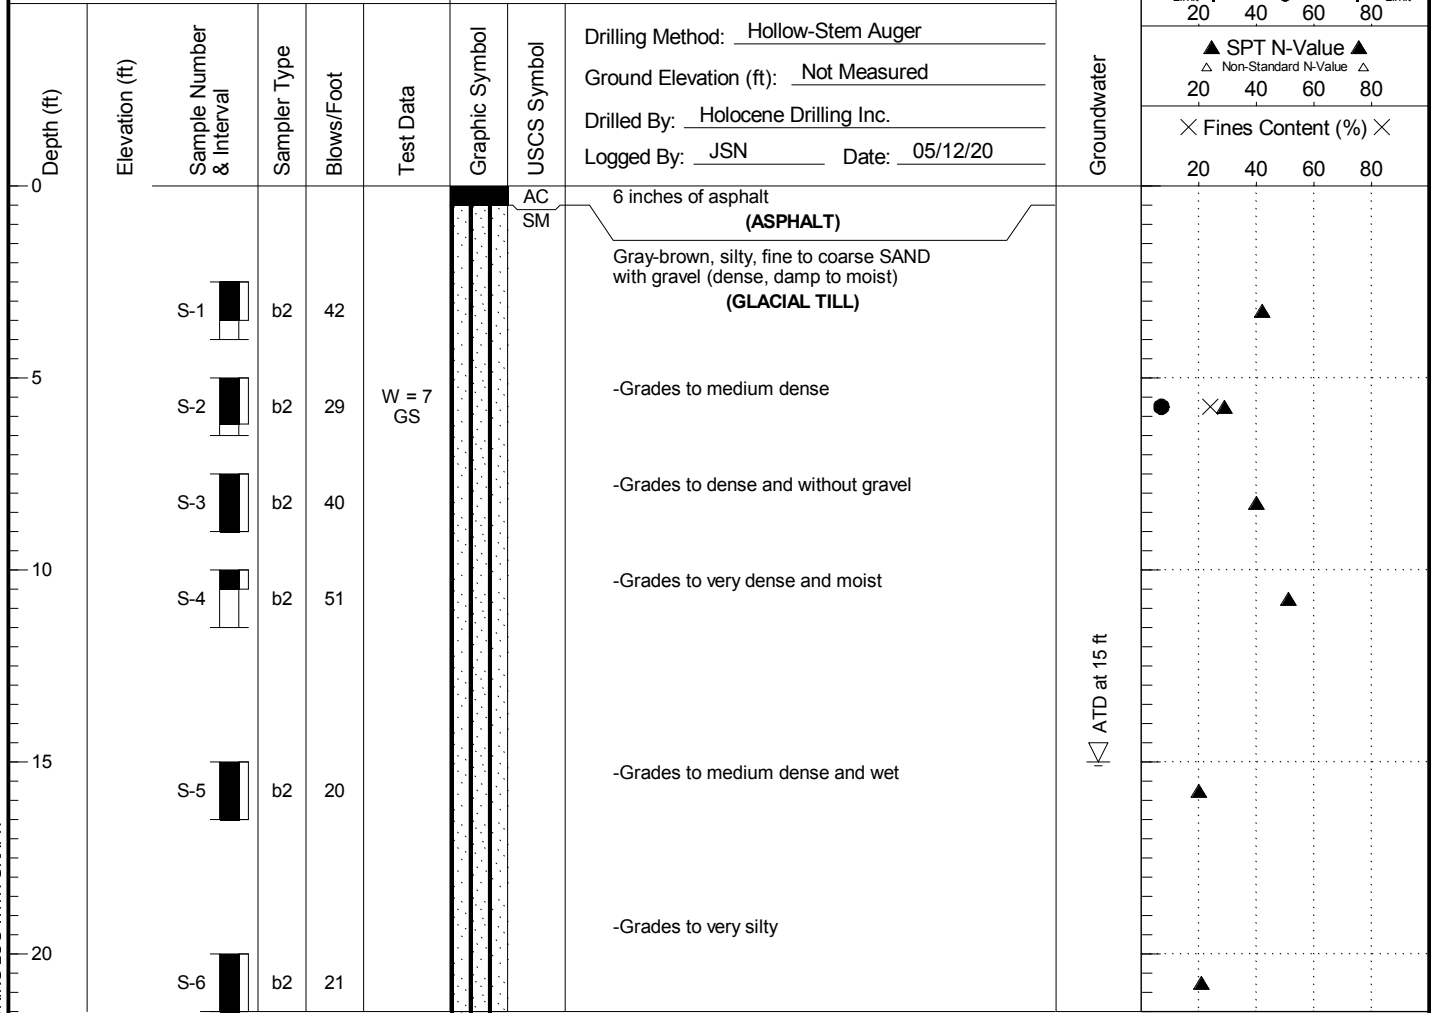 Limit
Limit
20 40 60 80
Drilling Method: Hollow-Stem Auger
Ground Elevation (ft): Not Measured
Drilled By: Holocene Drilling Inc.
Logged By: JSN Date: 05/12/20
Depth (ft)
Elevation (ft)
Sample Number
& Interval
Sampler Type
Blows/Foot
Test Data
Graphic Symbol
USCS Symbol
Groundwater
SPT N-Value
Non-Standard N-Value
20 40 60 80
Fines Content (%)
20 40 60 80
0
AC 6 inches of asphalt
(ASPHALT)
SM
Gray-brown, silty, fine to coarse SAND
with gravel (dense, damp to moist)
(GLACIAL TILL)
S-1 b2 42
5
-Grades to medium dense
S-2 b2 29 W = 7
GS
-Grades to dense and without gravel
S-3 b2 40
10
-Grades to very dense and moist
S-4 b2 51
ATD at 15 ft
15
-Grades to medium dense and wet
S-5 b2 20
-Grades to very silty
20
S-6 b2 21